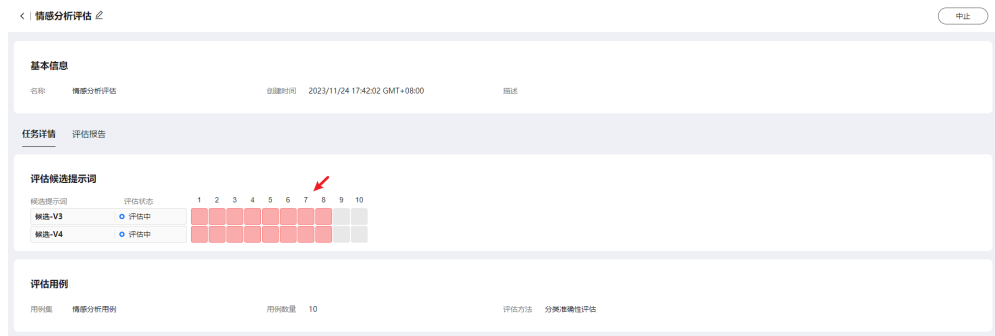 情感分析评估
中止
基本信息
名称 情感分析评估 创建时间 2023/11/24 17:42:02 GMT+08:00 描述
任务详情 评估报告
评估候选提示词
候选提示词 评估状态 1 2 3 4 5 6 7 8 9 10
候选-V3 评估中
候选-V4 评估中
评估用例
用例集 情感分析用例 用例数量 10 评估方法 分类准确性评估